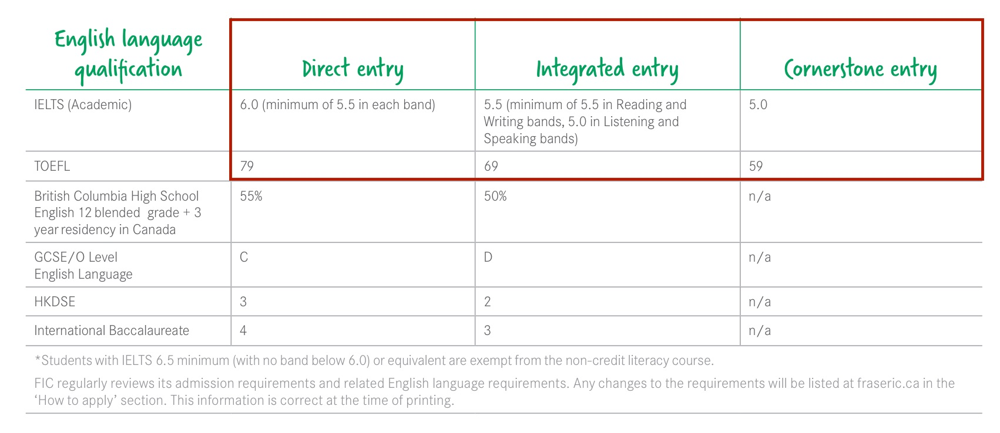 English language
qualification
Direct entry
Integrated entry
Cornerstone entry
IELTS (Academic)
6.0 (minimum of 5.5 in each band)
5.5 (minimum of 5.5 in Reading and
Writing bands, 5.0 in Listening and
Speaking bands)
5.0
TOEFL
79
69
59
British Columbia High School
English 12 blended  grade + 3
year residency in Canada
55%
50%
n/a
GCSE/O Level
English Language
C
D
n/a
HKDSE
3
2
n/a
International Baccalaureate
4
3
n/a
*Students with IELTS 6.5 minimum (with no band below 6.0) or equivalent are exempt from the non-credit literacy course.
FIC regularly reviews its admission requirements and related English language requirements. Any changes to the requirements will be listed at fraseric.ca in the
‘How to apply’ section. This information is correct at the time of printing.